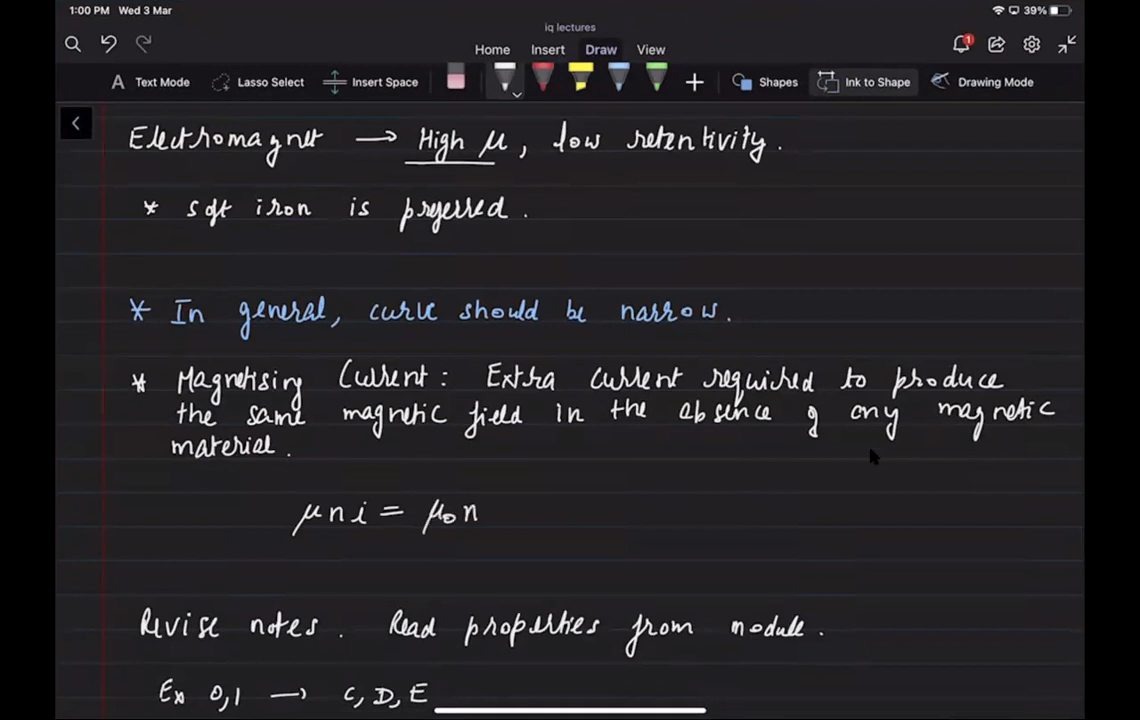 1:00 PM Wed 3 Mar
39%
iq lectures
Home Insert Draw View
1
Text Mode Lasso Select Insert Space Shapes Ink to Shape Drawing Mode
Electromagnet → High μ, low retentivity.
* soft iron is preferred.
* In general, curve should be narrow.
* Magnetising Current: Extra current required to produce
the same magnetic field in the absence of any magnetic
material.
μ n i = μ₀ n
Revise notes. Read properties from module.
Ex 0,1 → C, D, E